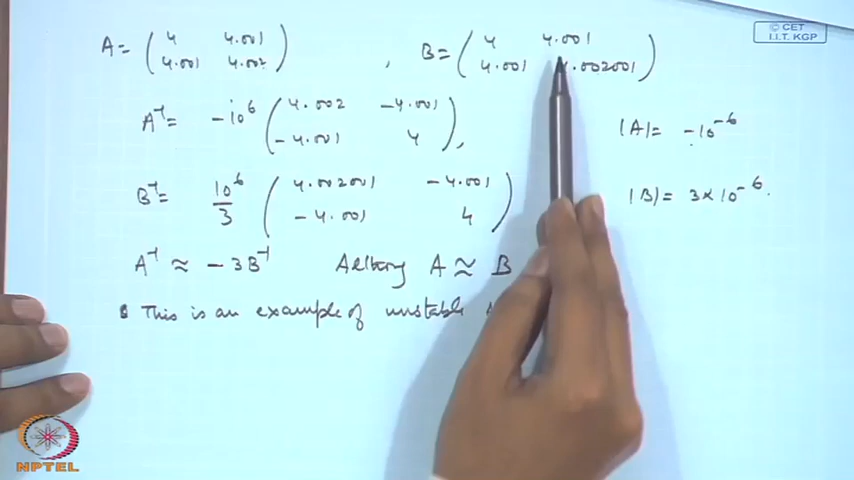 © CET
I.I.T. KGP
A = ( 4 4.001 ) , B = ( 4 4.001 )
( 4.001 4.002 ) ( 4.001 4.002001 )
A⁻¹ = -10⁶ ( 4.002 -4.001 ) , |A| = -10⁻⁶
( -4.001 4 )
B⁻¹ = 10⁶/3 ( 4.002001 -4.001 ) |B| = 3×10⁻⁶.
( -4.001 4 )
A⁻¹ ≈ -3B⁻¹ A ≈ B
This is an example of unstable
NPTEL